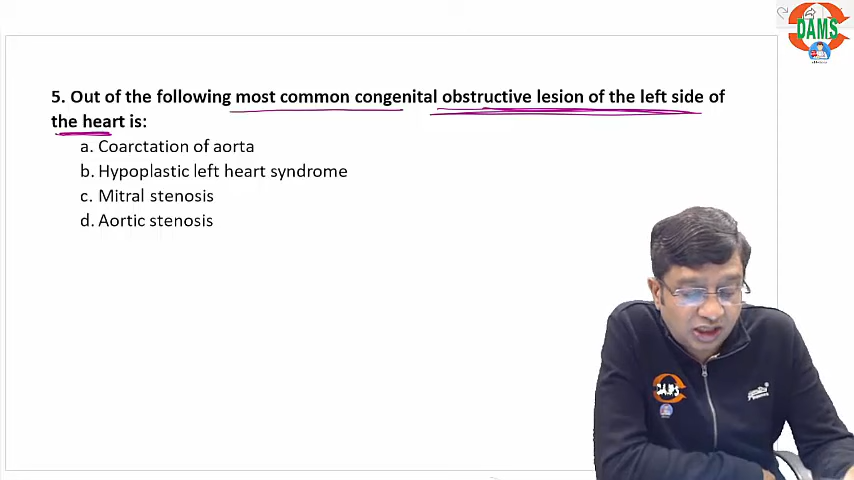 DAMS
5. Out of the following most common congenital obstructive lesion of the left side of
the heart is:
a. Coarctation of aorta
b. Hypoplastic left heart syndrome
c. Mitral stenosis
d. Aortic stenosis
DAMS